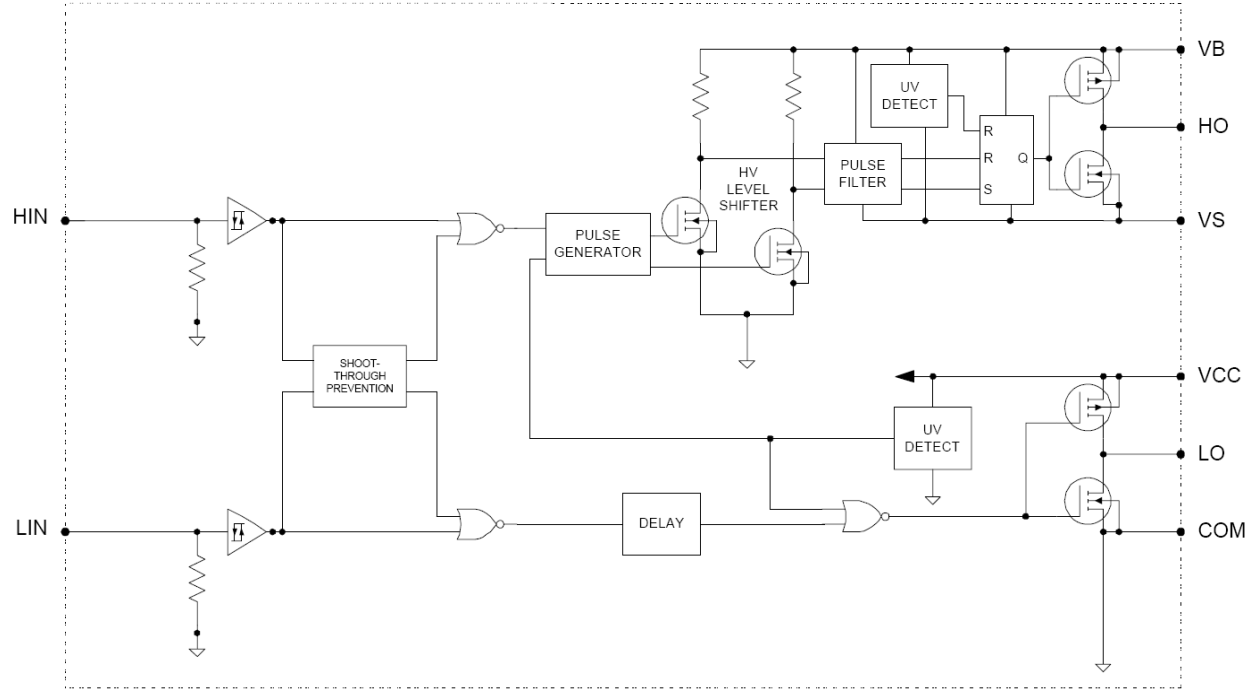 VB
UV
DETECT
HO
R
R
Q
S
PULSE
FILTER
HV
LEVEL
SHIFTER
HIN
PULSE
GENERATOR
VS
SHOOT-
THROUGH
PREVENTION
VCC
UV
DETECT
LO
LIN
DELAY
COM